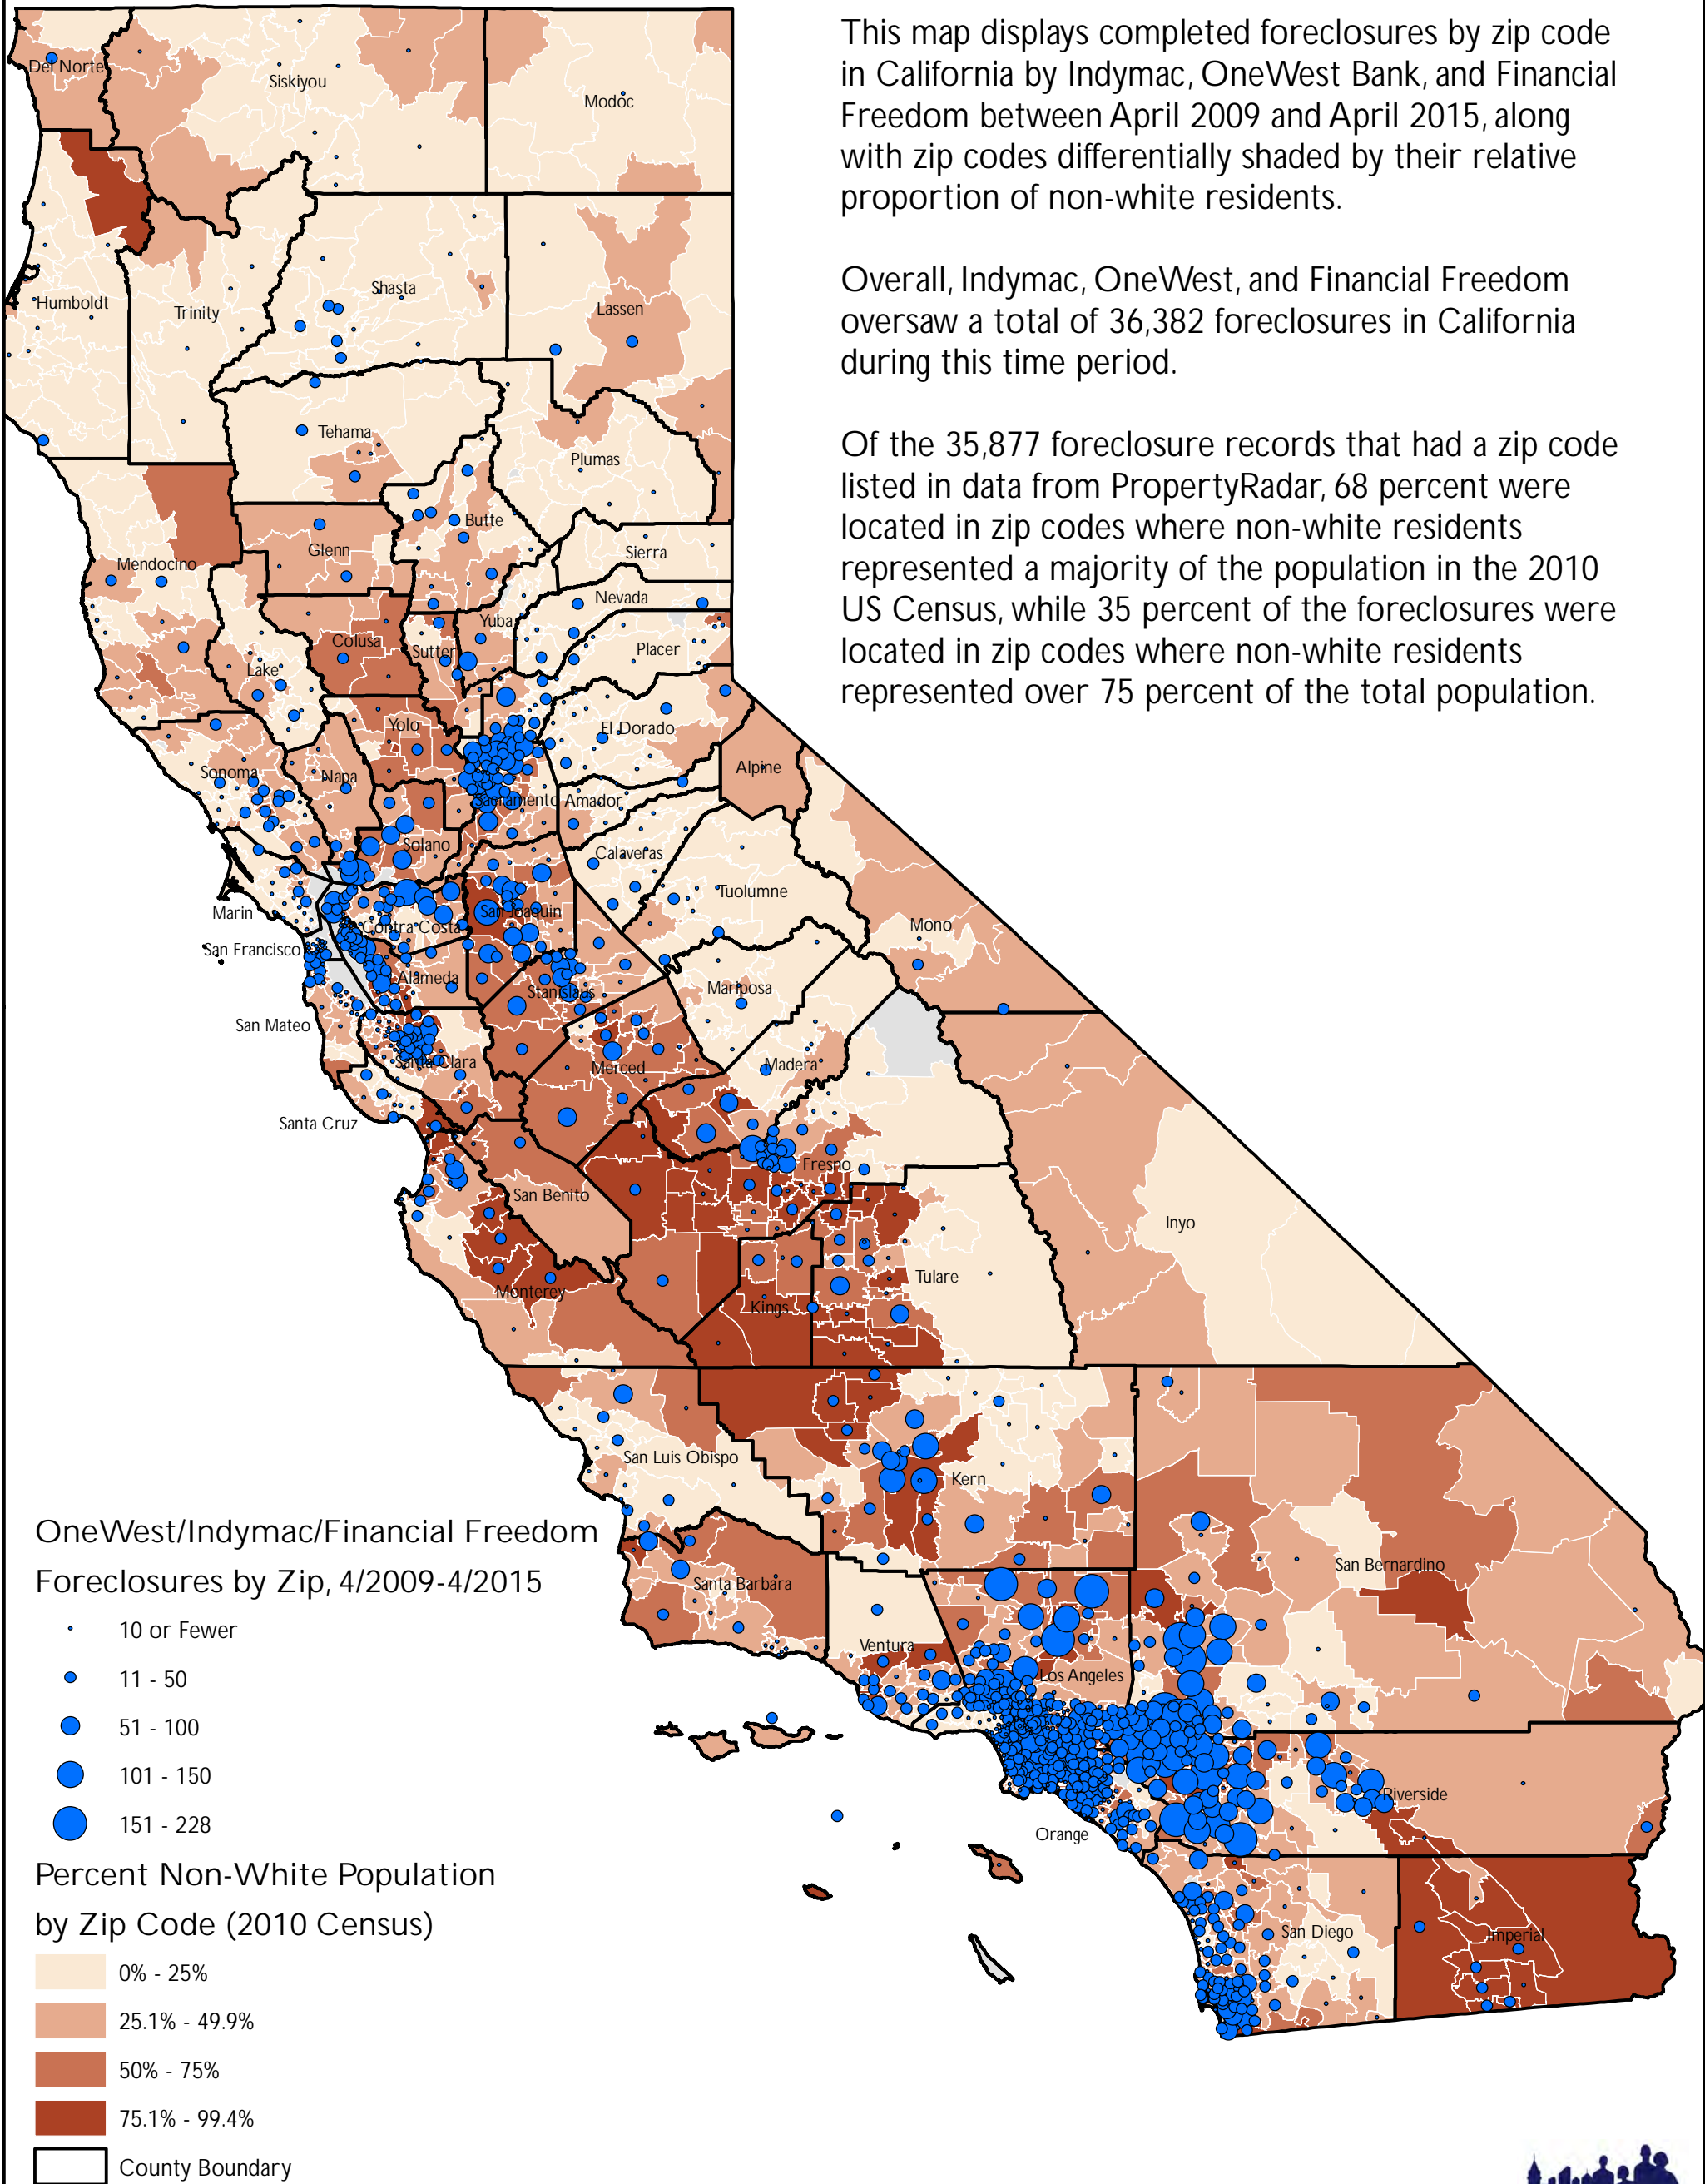 This map displays completed foreclosures by zip code
in California by Indymac, OneWest Bank, and Financial
Freedom between April 2009 and April 2015, along
with zip codes differentially shaded by their relative
proportion of non-white residents.
Overall, Indymac, OneWest, and Financial Freedom
oversaw a total of 36,382 foreclosures in California
during this time period.
Of the 35,877 foreclosure records that had a zip code
listed in data from PropertyRadar, 68 percent were
located in zip codes where non-white residents
represented a majority of the population in the 2010
US Census, while 35 percent of the foreclosures were
located in zip codes where non-white residents
represented over 75 percent of the total population.
Del Norte
Siskiyou
Modoc
Humboldt
Trinity
Shasta
Lassen
Tehama
Plumas
Butte
Glenn
Sierra
Mendocino
Nevada
Yuba
Colusa
Sutter
Placer
Lake
Yolo
El Dorado
Alpine
Sonoma
Napa
Sacramento
Amador
Solano
Calaveras
Tuolumne
Marin
San Joaquin
Contra Costa
Mono
San Francisco
Alameda
Stanislaus
Mariposa
San Mateo
Santa Clara
Merced
Madera
Santa Cruz
Fresno
San Benito
Inyo
Tulare
Monterey
Kings
San Luis Obispo
Kern
San Bernardino
Santa Barbara
Ventura
Los Angeles
Riverside
Orange
San Diego
Imperial
OneWest/Indymac/Financial Freedom
Foreclosures by Zip, 4/2009-4/2015
10 or Fewer
11 - 50
51 - 100
101 - 150
151 - 228
Percent Non-White Population
by Zip Code (2010 Census)
0% - 25%
25.1% - 49.9%
50% - 75%
75.1% - 99.4%
County Boundary